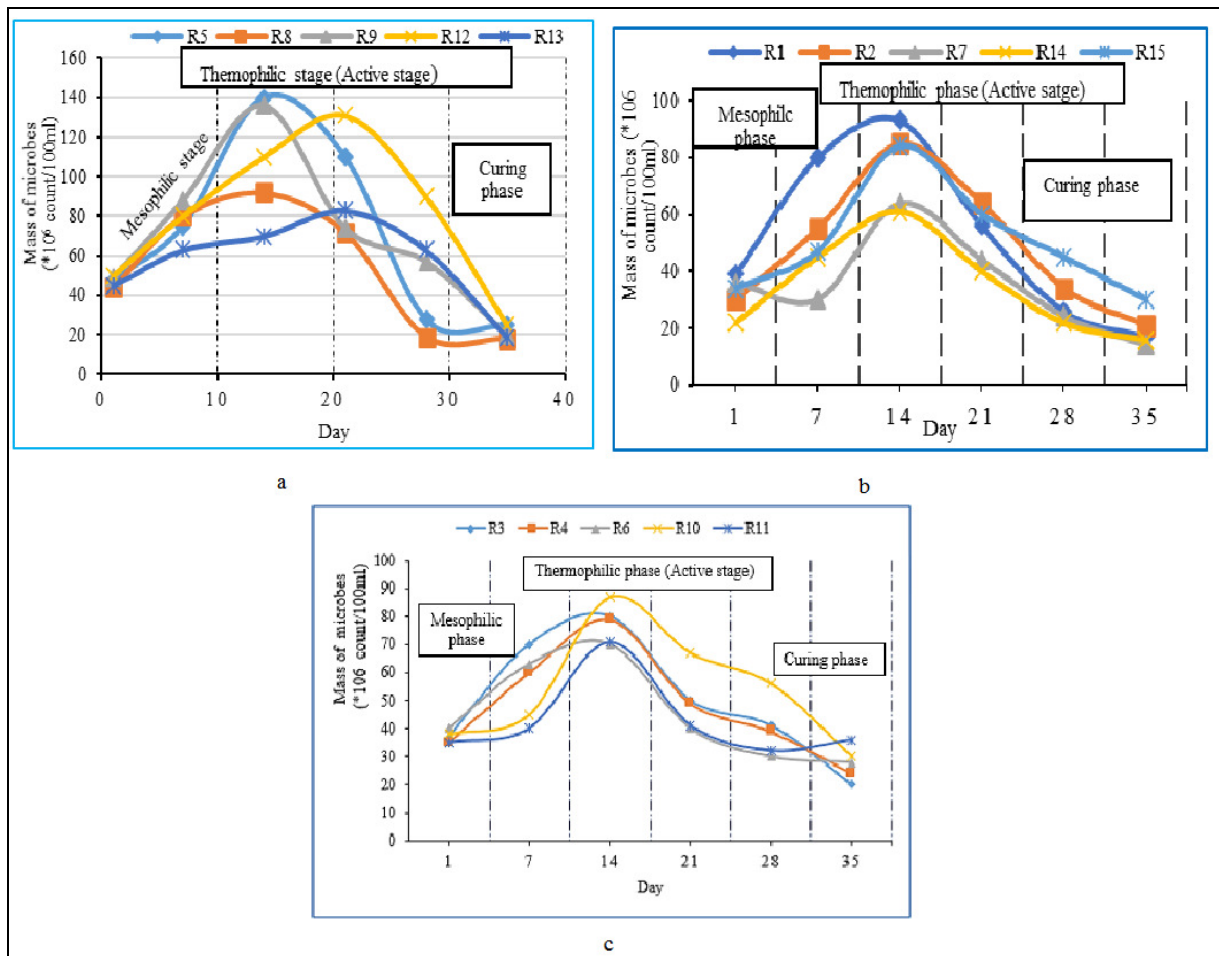 R5 R8 R9 R12 R13
Themophilic stage (Active stage)
160
140
120
100
80
60
40
20
0
Mass of microbes
(*10⁶ count/100ml)
Mesophilic stage
Curing
phase
0 10 20 30 40
Day
a
R1 R2 R7 R14 R15
Themophilic phase (Active satge)
100
80
60
40
20
0
Mass of microbes (*106
count/100ml)
Mesophilc
phase
Curing phase
1 7 14 21 28 35
Day
b
R3 R4 R6 R10 R11
Thermophilic phase (Active stage)
100
90
80
70
60
50
40
30
20
10
0
Mass of microbes
(*106 count/100ml)
Mesophilic
phase
Curing phase
1 7 14 21 28 35
Day
c